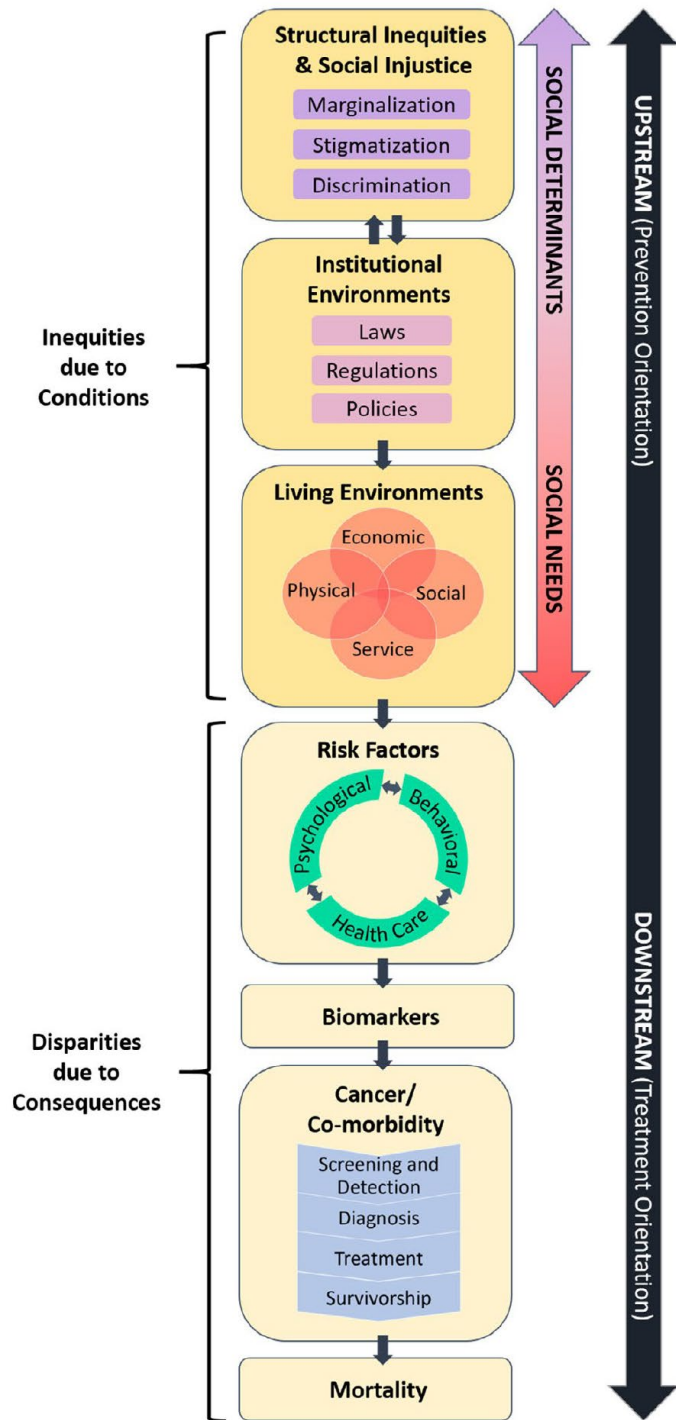 Structural Inequities
& Social Injustice
Marginalization
Stigmatization
Discrimination
Institutional
Environments
Laws
Regulations
Policies
Inequities
due to
Conditions
Living Environments
Economic
Physical
Social
Service
SOCIAL DETERMINANTS
SOCIAL NEEDS
UPSTREAM (Prevention Orientation)
Risk Factors
Psychological
Behavioral
Health Care
Biomarkers
Disparities
due to
Consequences
Cancer/
Co-morbidity
Screening and
Detection
Diagnosis
Treatment
Survivorship
Mortality
DOWNSTREAM (Treatment Orientation)